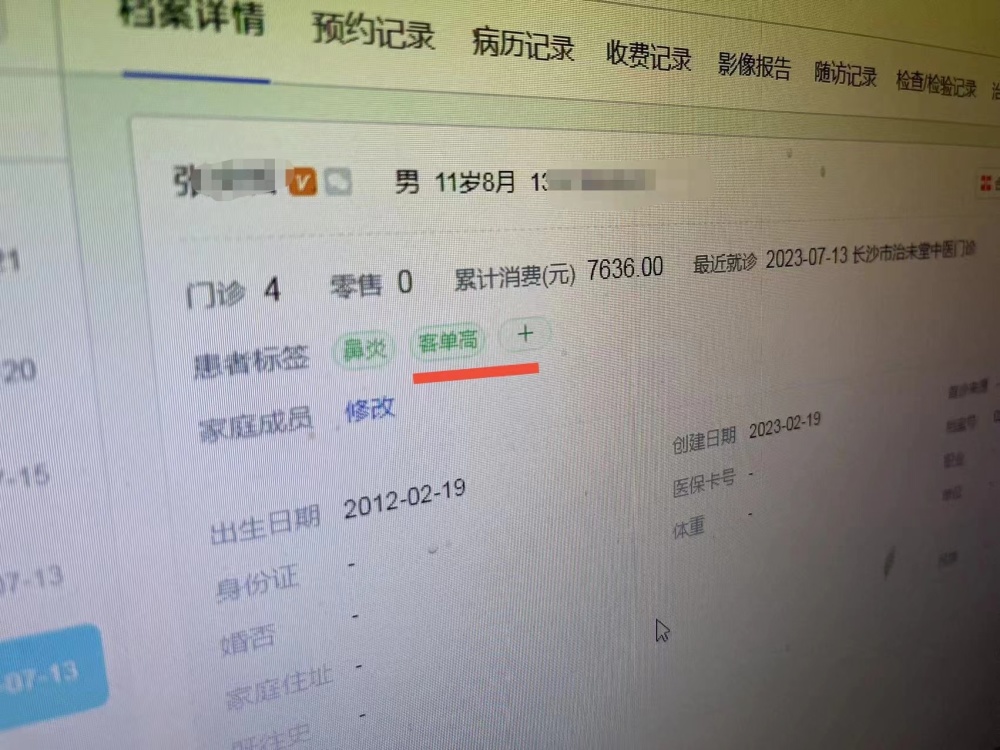 档案详情 预约记录 病历记录 收费记录 影像报告 随访记录 检查/检验记录
张 V 男 11岁8月 13
门诊 4 零售 0 累计消费(元) 7636.00 最近就诊 2023-07-13 长沙市治未堂中医门诊
患者标签 鼻炎 客单高 +
家庭成员 修改
出生日期 2012-02-19 创建日期 2023-02-19
身份证 - 医保卡号 -
婚否 - 体重 -
家庭住址 -
既往史 -
21
20
7-15
07-13
-07-13